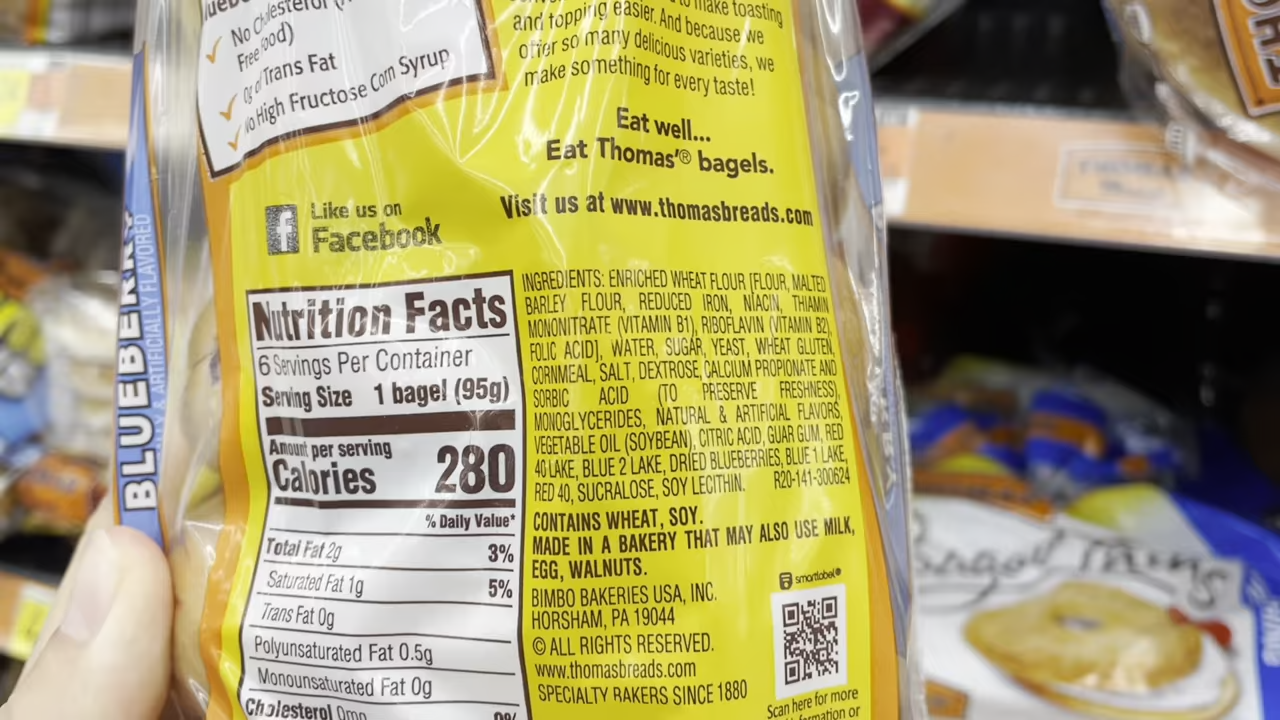 No Cholesterol
Free Food)
0g of Trans Fat
No High Fructose Corn Syrup
to make toasting
and topping easier. And because we
offer so many delicious varieties, we
make something for every taste!
Eat well...
Eat Thomas'® bagels.
Visit us at www.thomasbreads.com
Like us on
Facebook
BLUEBERRY
& ARTIFICIALLY FLAVORED
Nutrition Facts
6 Servings Per Container
Serving Size 1 bagel (95g)
Amount per serving
Calories 280
% Daily Value*
Total Fat 2g 3%
Saturated Fat 1g 5%
Trans Fat 0g
Polyunsaturated Fat 0.5g
Monounsaturated Fat 0g
Cholesterol 0mg 0%
INGREDIENTS: ENRICHED WHEAT FLOUR [FLOUR, MALTED
BARLEY FLOUR, REDUCED IRON, NIACIN, THIAMIN
MONONITRATE (VITAMIN B1), RIBOFLAVIN (VITAMIN B2),
FOLIC ACID], WATER, SUGAR, YEAST, WHEAT GLUTEN,
CORNMEAL, SALT, DEXTROSE, CALCIUM PROPIONATE AND
SORBIC ACID (TO PRESERVE FRESHNESS),
MONOGLYCERIDES, NATURAL & ARTIFICIAL FLAVORS,
VEGETABLE OIL (SOYBEAN), CITRIC ACID, GUAR GUM, RED
40 LAKE, BLUE 2 LAKE, DRIED BLUEBERRIES, BLUE 1 LAKE,
RED 40, SUCRALOSE, SOY LECITHIN. R20-141-300624
CONTAINS WHEAT, SOY.
MADE IN A BAKERY THAT MAY ALSO USE MILK,
EGG, WALNUTS.
BIMBO BAKERIES USA, INC.
HORSHAM, PA 19044
© ALL RIGHTS RESERVED.
www.thomasbreads.com
SPECIALTY BAKERS SINCE 1880
smartlabel®
Scan here for more
information or
Bagel Thins